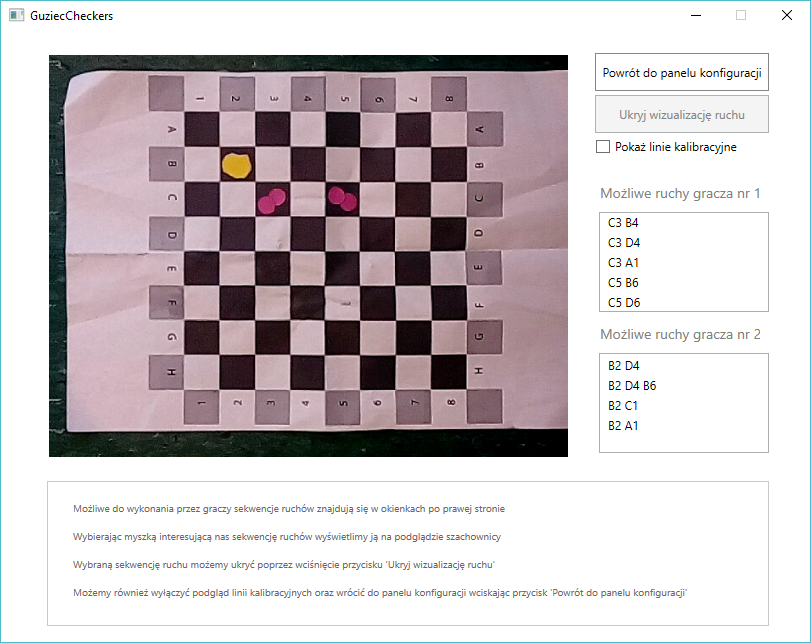 GuziecCheckers
Powrót do panelu konfiguracji
Ukryj wizualizację ruchu
Pokaż linie kalibracyjne
1 2 3 4 5 6 7 8
A A
B B
C C
D D
E E
F F
G G
H H
1 2 3 4 5 6 7 8
Możliwe ruchy gracza nr 1
C3 B4
C3 D4
C3 A1
C5 B6
C5 D6
Możliwe ruchy gracza nr 2
B2 D4
B2 D4 B6
B2 C1
B2 A1
Możliwe do wykonania przez graczy sekwencje ruchów znajdują się w okienkach po prawej stronie
Wybierając myszką interesującą nas sekwencję ruchów wyświetlimy ją na podglądzie szachownicy
Wybraną sekwencję ruchu możemy ukryć poprzez wciśnięcie przycisku 'Ukryj wizualizację ruchu'
Możemy również wyłączyć podgląd linii kalibracyjnych oraz wrócić do panelu konfiguracji wciskając przycisk 'Powrót do panelu konfiguracji'